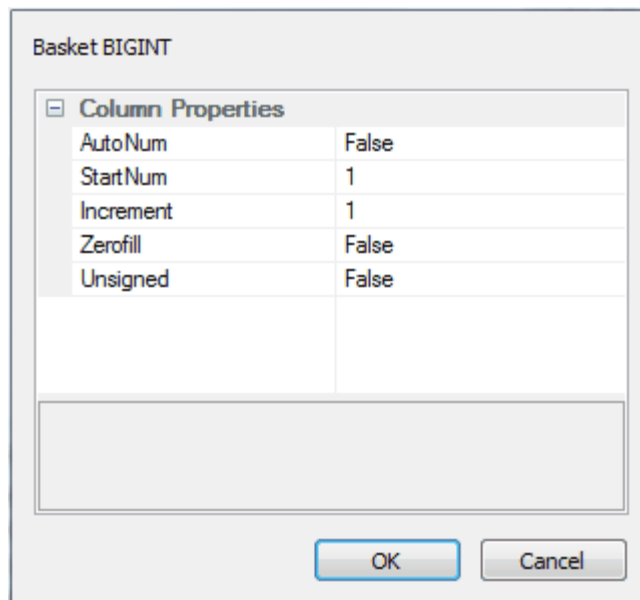 Basket BIGINT
Column Properties
AutoNum False
StartNum 1
Increment 1
Zerofill False
Unsigned False
OK Cancel